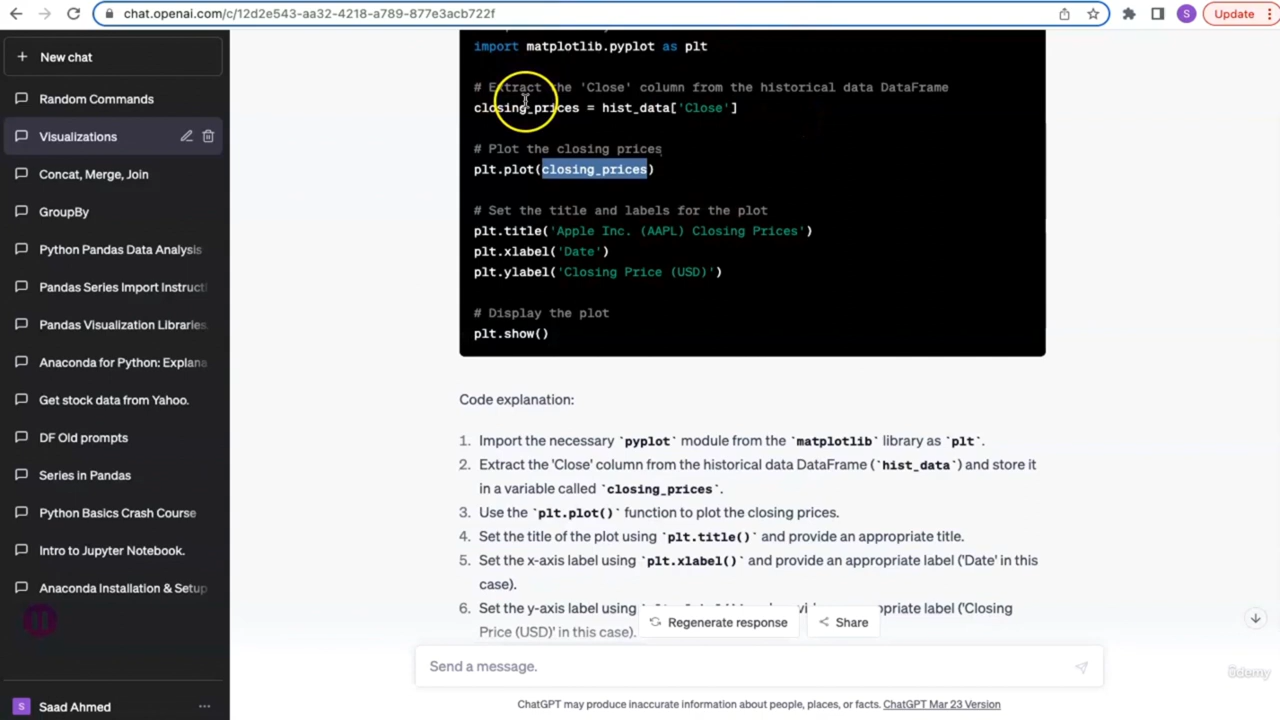 chat.openai.com/c/12d2e543-aa32-4218-a789-877e3acb722f
S
Update
New chat
Random Commands
Visualizations
Concat, Merge, Join
GroupBy
Python Pandas Data Analysis
Pandas Series Import Instructi
Pandas Visualization Libraries.
Anaconda for Python: Explana
Get stock data from Yahoo.
DF Old prompts
Series in Pandas
Python Basics Crash Course
Intro to Jupyter Notebook.
Anaconda Installation & Setup
S
Saad Ahmed
import matplotlib.pyplot as plt
# Extract the 'Close' column from the historical data DataFrame
closing_prices = hist_data['Close']
# Plot the closing prices
plt.plot(closing_prices)
# Set the title and labels for the plot
plt.title('Apple Inc. (AAPL) Closing Prices')
plt.xlabel('Date')
plt.ylabel('Closing Price (USD)')
# Display the plot
plt.show()
Code explanation:
1. Import the necessary `pyplot` module from the `matplotlib` library as `plt`.
2. Extract the 'Close' column from the historical data DataFrame (`hist_data`) and store it
in a variable called `closing_prices`.
3. Use the `plt.plot()` function to plot the closing prices.
4. Set the title of the plot using `plt.title()` and provide an appropriate title.
5. Set the x-axis label using `plt.xlabel()` and provide an appropriate label ('Date' in this
case).
6. Set the y-axis label using ropriate label ('Closing
Price (USD)' in this case).
Regenerate response
Share
Send a message.
ChatGPT may produce inaccurate information about people, places, or facts. ChatGPT Mar 23 Version
ûdemy